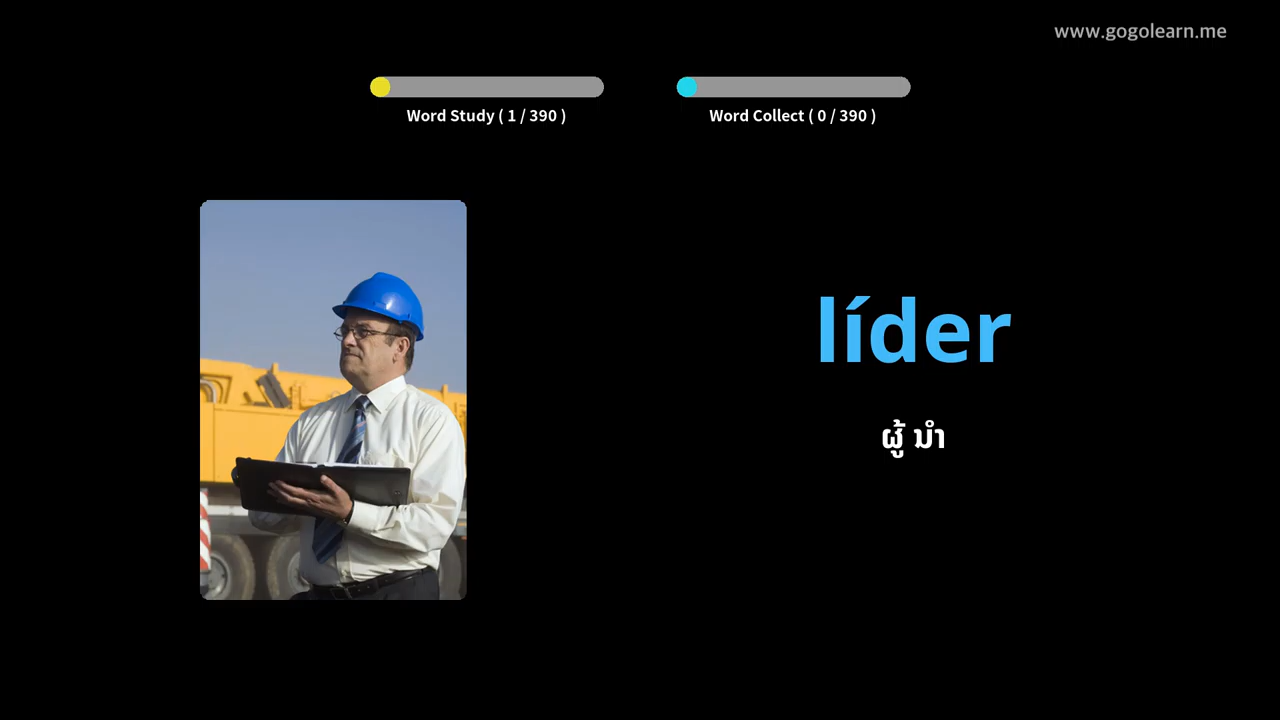 www.gogolearn.me
Word Study ( 1 / 390 )
Word Collect ( 0 / 390 )
líder
ຜູ້ ນຳ